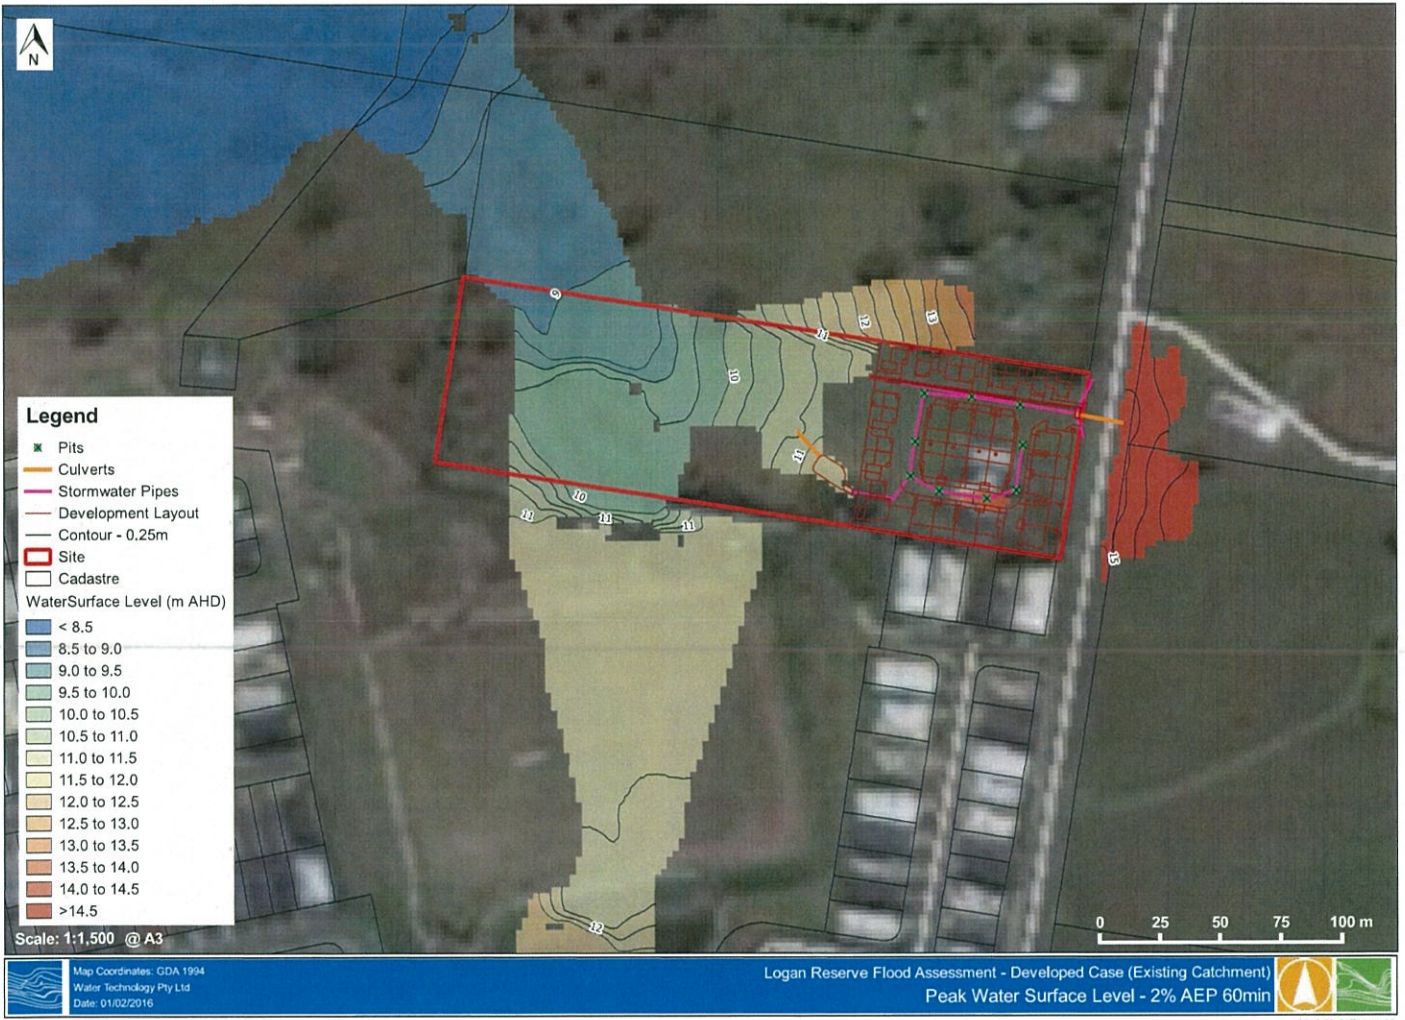 N
9
12
13
11
10
11
10
11
11
11
15
12
Legend
Pits
Culverts
Stormwater Pipes
Development Layout
Contour - 0.25m
Site
Cadastre
WaterSurface Level (m AHD)
< 8.5
8.5 to 9.0
9.0 to 9.5
9.5 to 10.0
10.0 to 10.5
10.5 to 11.0
11.0 to 11.5
11.5 to 12.0
12.0 to 12.5
12.5 to 13.0
13.0 to 13.5
13.5 to 14.0
14.0 to 14.5
>14.5
0 25 50 75 100 m
Scale: 1:1,500 @ A3
Map Coordinates: GDA 1994
Water Technology Pty Ltd
Date: 01/02/2016
Logan Reserve Flood Assessment - Developed Case (Existing Catchment)
Peak Water Surface Level - 2% AEP 60min